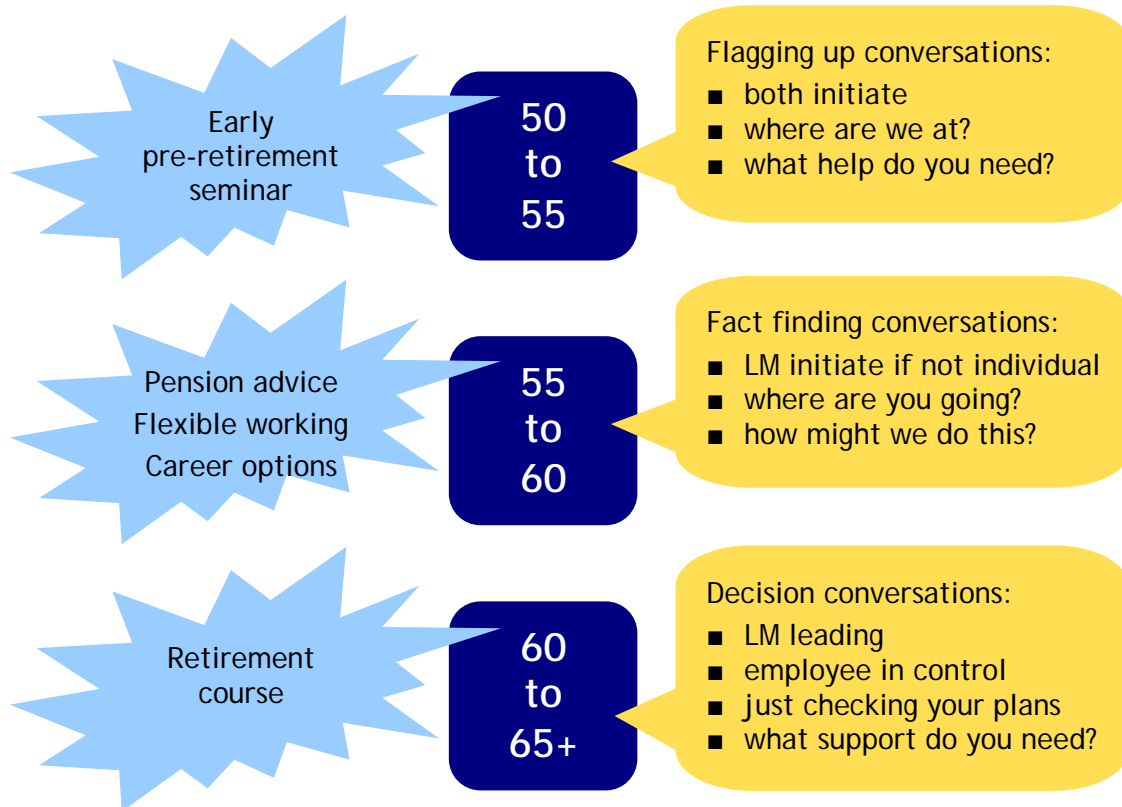 Early
pre-retirement
seminar
50
to
55
Flagging up conversations:
■ both initiate
■ where are we at?
■ what help do you need?
Pension advice
Flexible working
Career options
55
to
60
Fact finding conversations:
■ LM initiate if not individual
■ where are you going?
■ how might we do this?
Retirement
course
60
to
65+
Decision conversations:
■ LM leading
■ employee in control
■ just checking your plans
■ what support do you need?